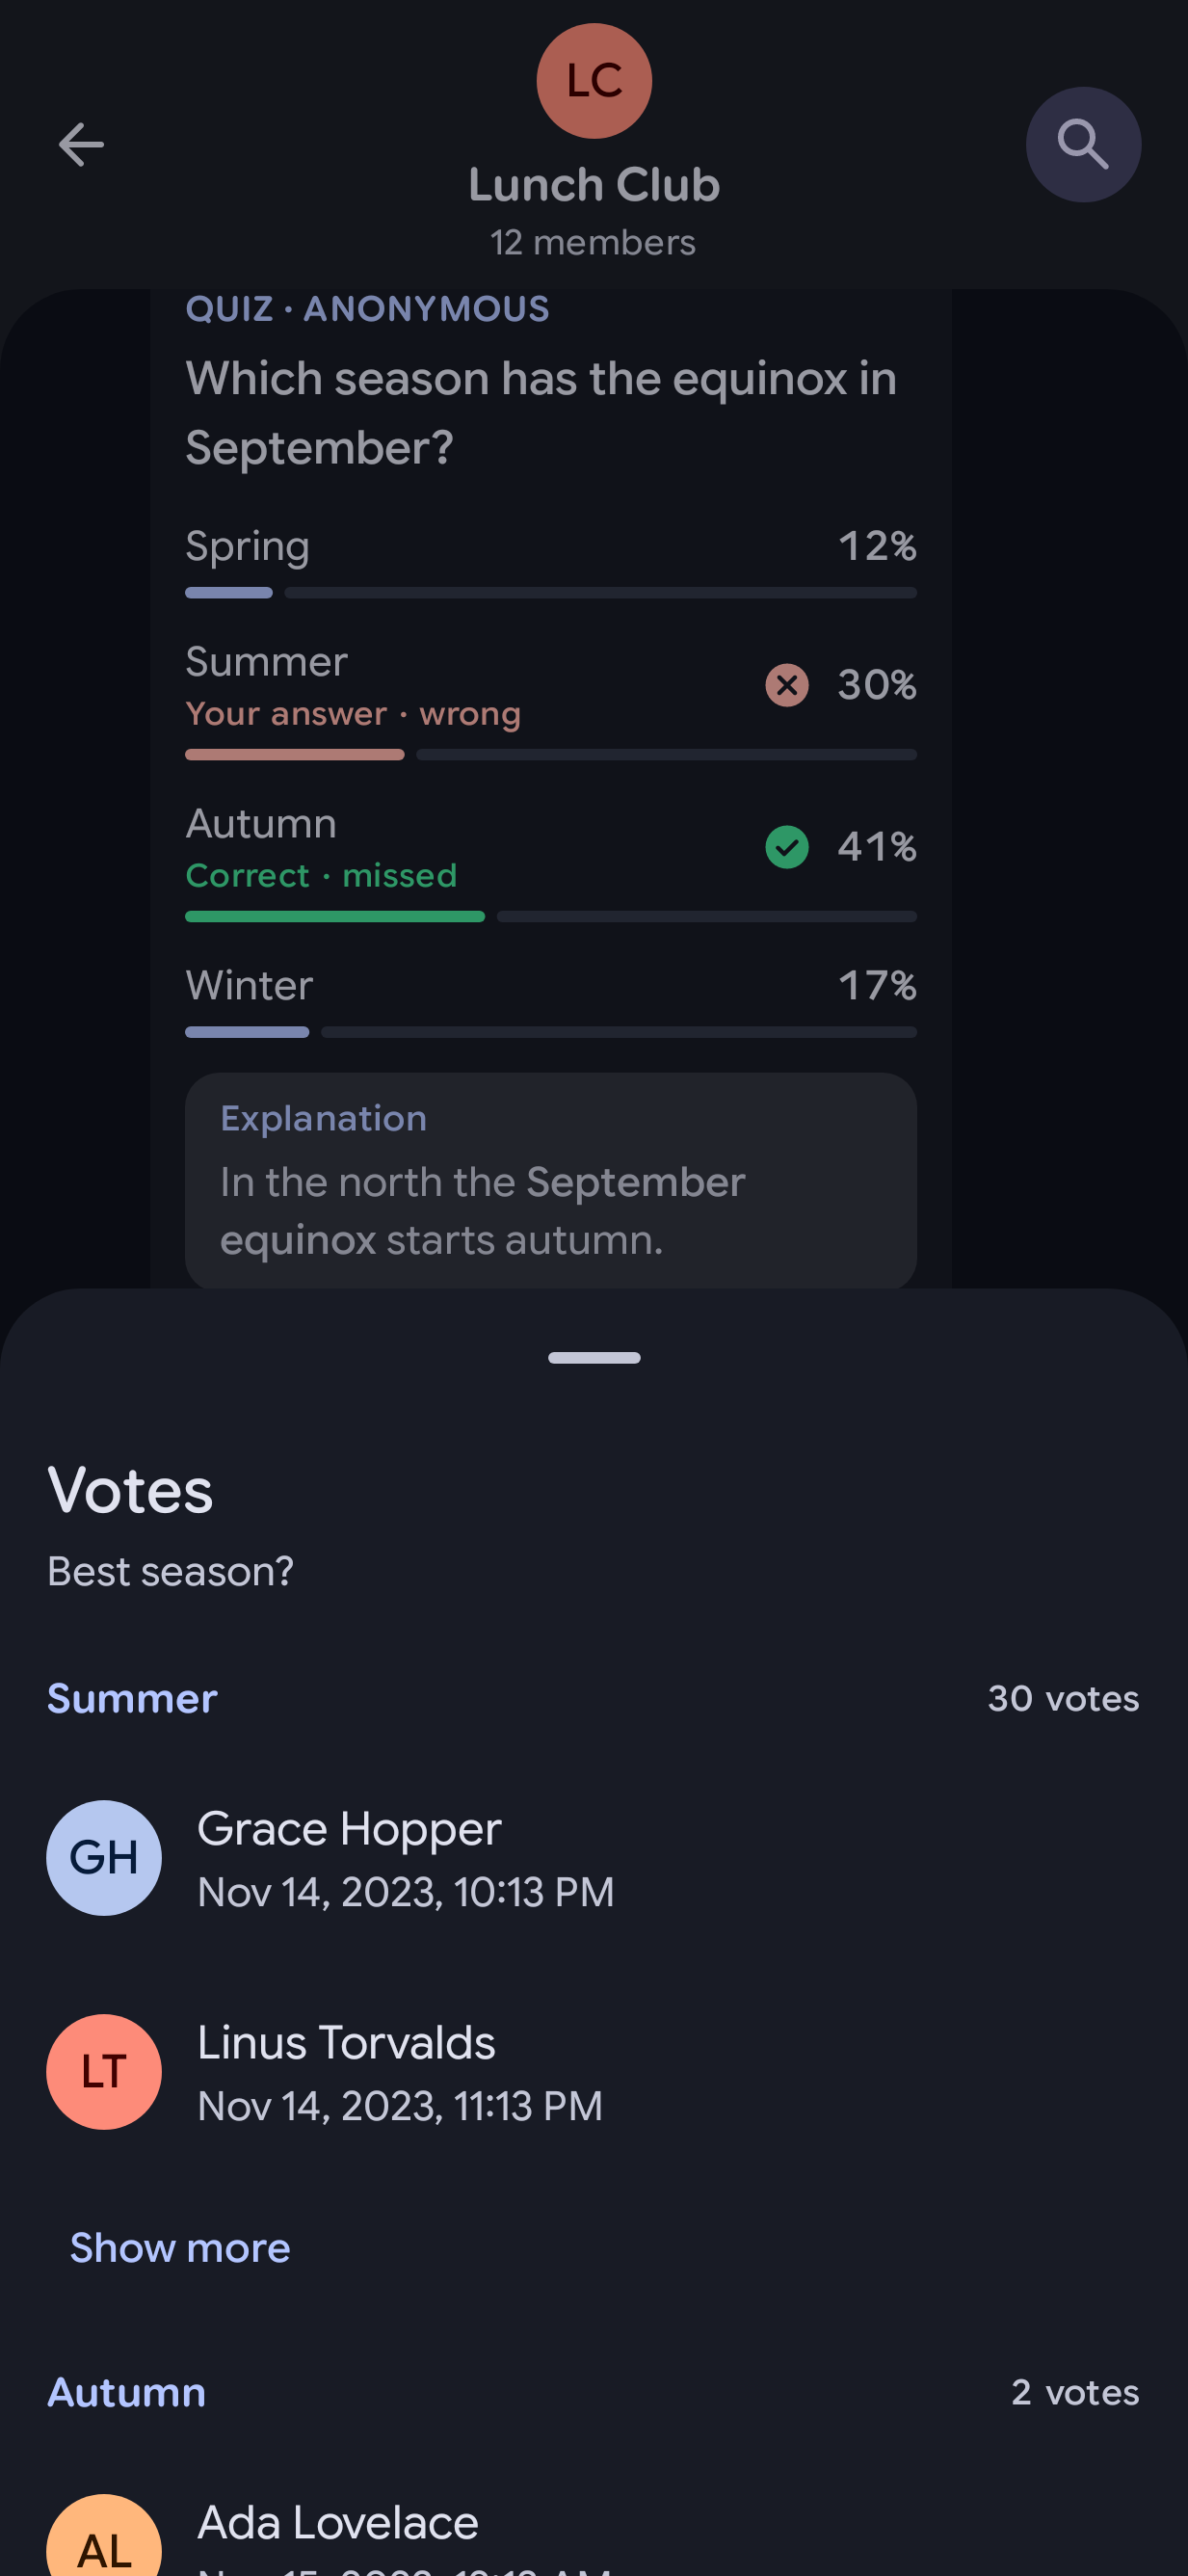 LC
Lunch Club
12 members
QUIZ · ANONYMOUS
Which season has the equinox in
September?
Spring 12%
Summer
Your answer · wrong 30%
Autumn
Correct · missed 41%
Winter 17%
Explanation
In the north the September
equinox starts autumn.
Votes
Best season?
Summer 30 votes
GH
Grace Hopper
Nov 14, 2023, 10:13 PM
LT
Linus Torvalds
Nov 14, 2023, 11:13 PM
Show more
Autumn 2 votes
AL
Ada Lovelace